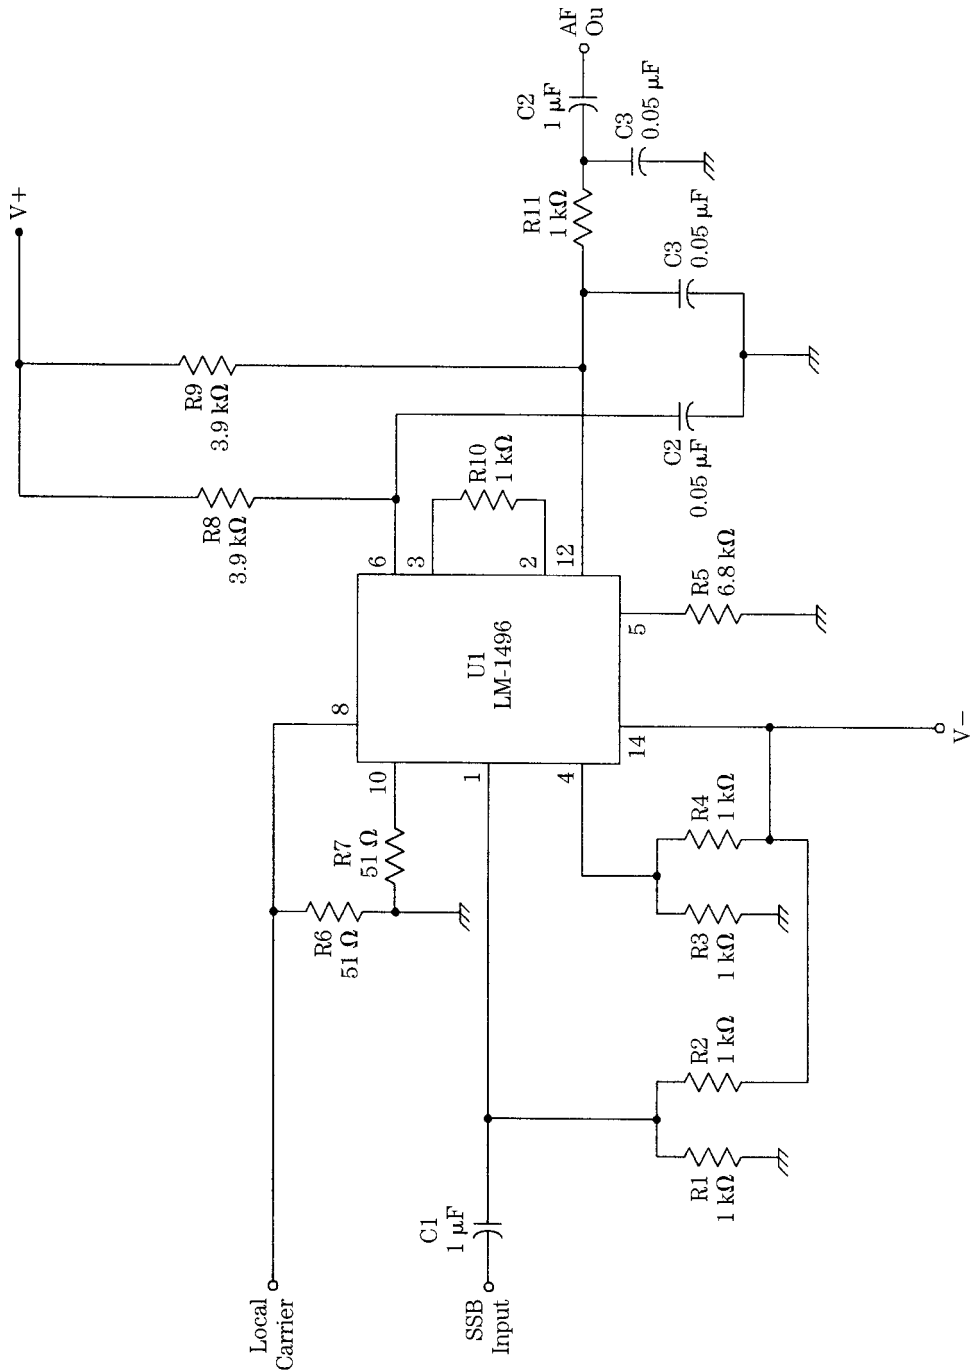 V+
R9
3.9 kΩ
R8
3.9 kΩ
Local
Carrier
R6
51 Ω
R7
51 Ω
10
8
6
3
2
12
R10
1 kΩ
R11
1 kΩ
C2
1 µF
AF
Ou
C3
0.05 µF
C3
0.05 µF
C2
0.05 µF
U1
LM-1496
C1
1 µF
SSB
Input
1
4
14
5
R5
6.8 kΩ
R1
1 kΩ
R2
1 kΩ
R3
1 kΩ
R4
1 kΩ
V−